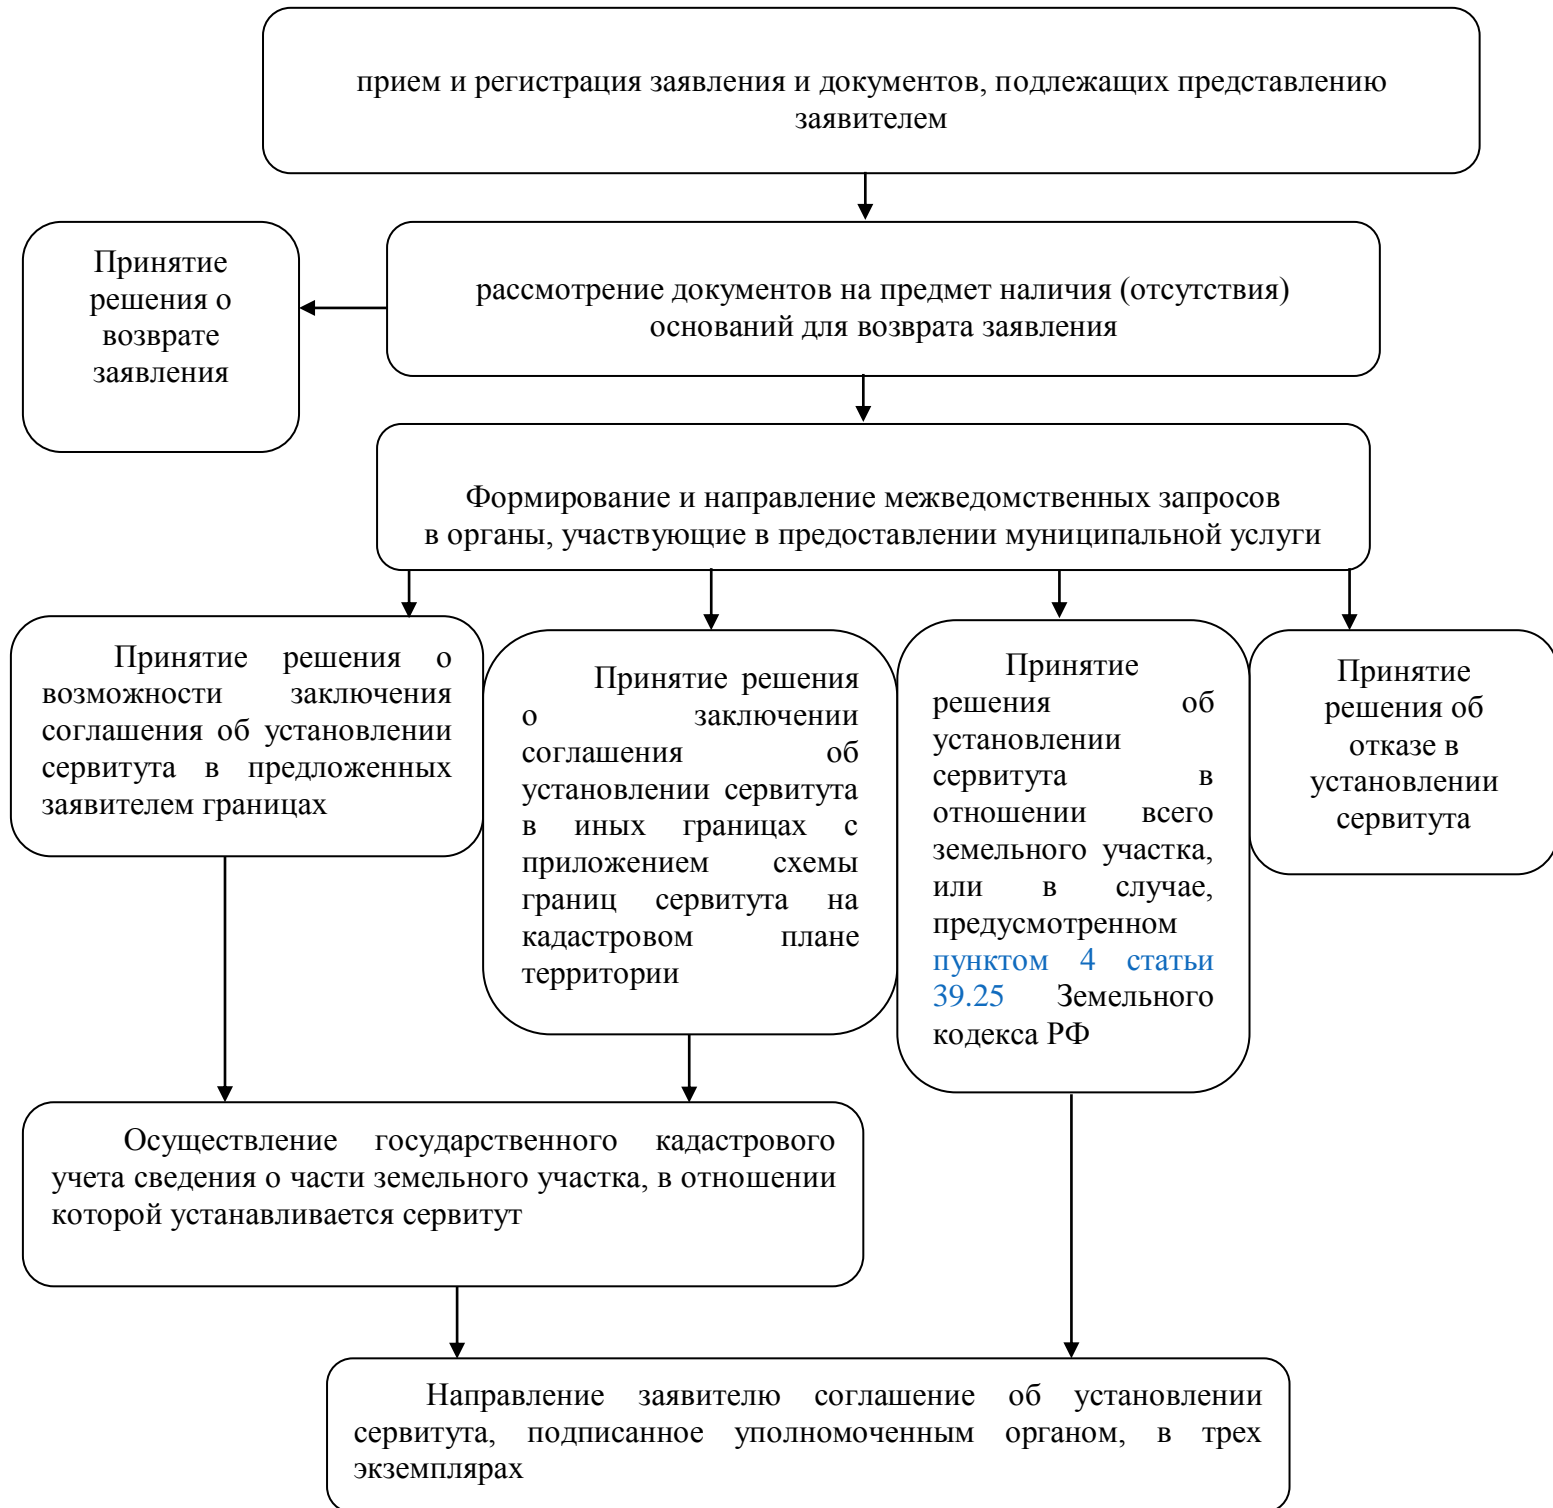 прием и регистрация заявления и документов, подлежащих представлению
заявителем
Принятие
решения о
возврате
заявления
рассмотрение документов на предмет наличия (отсутствия)
оснований для возврата заявления
Формирование и направление межведомственных запросов
в органы, участвующие в предоставлении муниципальной услуги
Принятие решения о
возможности заключения
соглашения об установлении
сервитута в предложенных
заявителем границах
Принятие решения
о заключении
соглашения об
установлении сервитута
в иных границах с
приложением схемы
границ сервитута на
кадастровом плане
территории
Принятие
решения об
установлении
сервитута в
отношении всего
земельного участка,
или в случае,
предусмотренном
пунктом 4 статьи
39.25 Земельного
кодекса РФ
Принятие
решения об
отказе в
установлении
сервитута
Осуществление государственного кадастрового
учета сведения о части земельного участка, в отношении
которой устанавливается сервитут
Направление заявителю соглашение об установлении
сервитута, подписанное уполномоченным органом, в трех
экземплярах